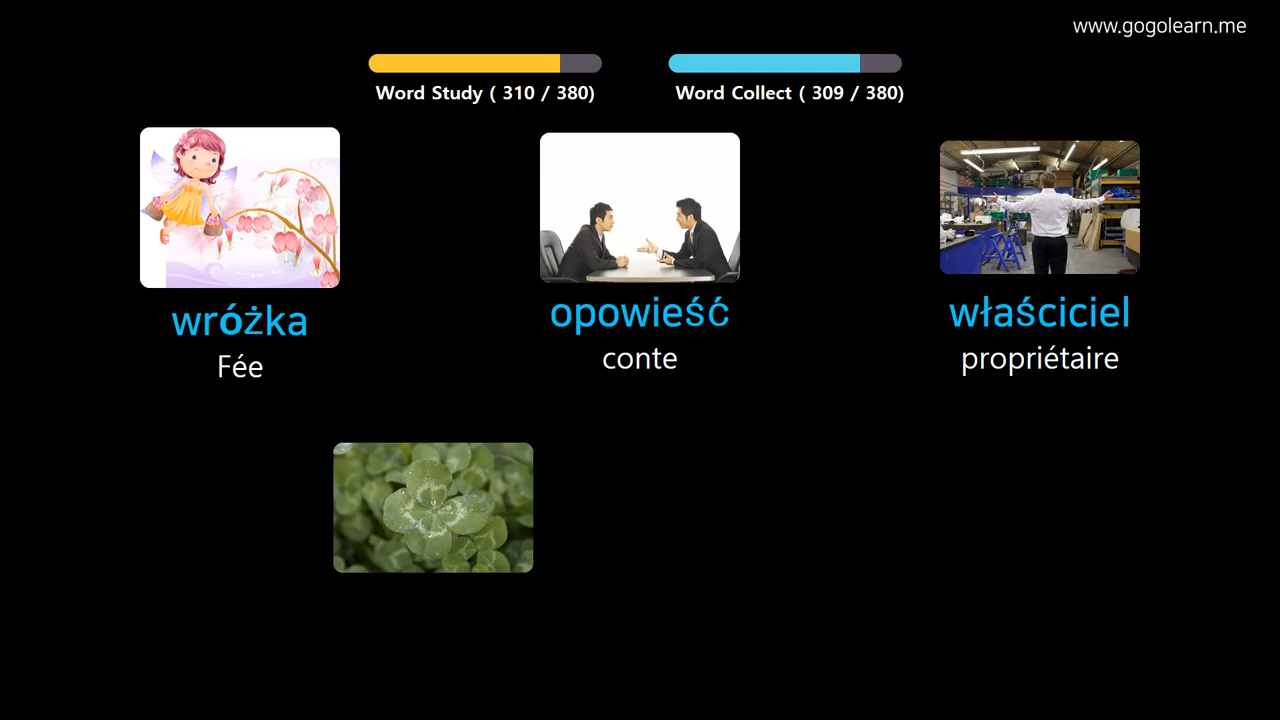 www.gogolearn.me
Word Study ( 310 / 380)
Word Collect ( 309 / 380)
wróżka
Fée
opowieść
conte
właściciel
propriétaire